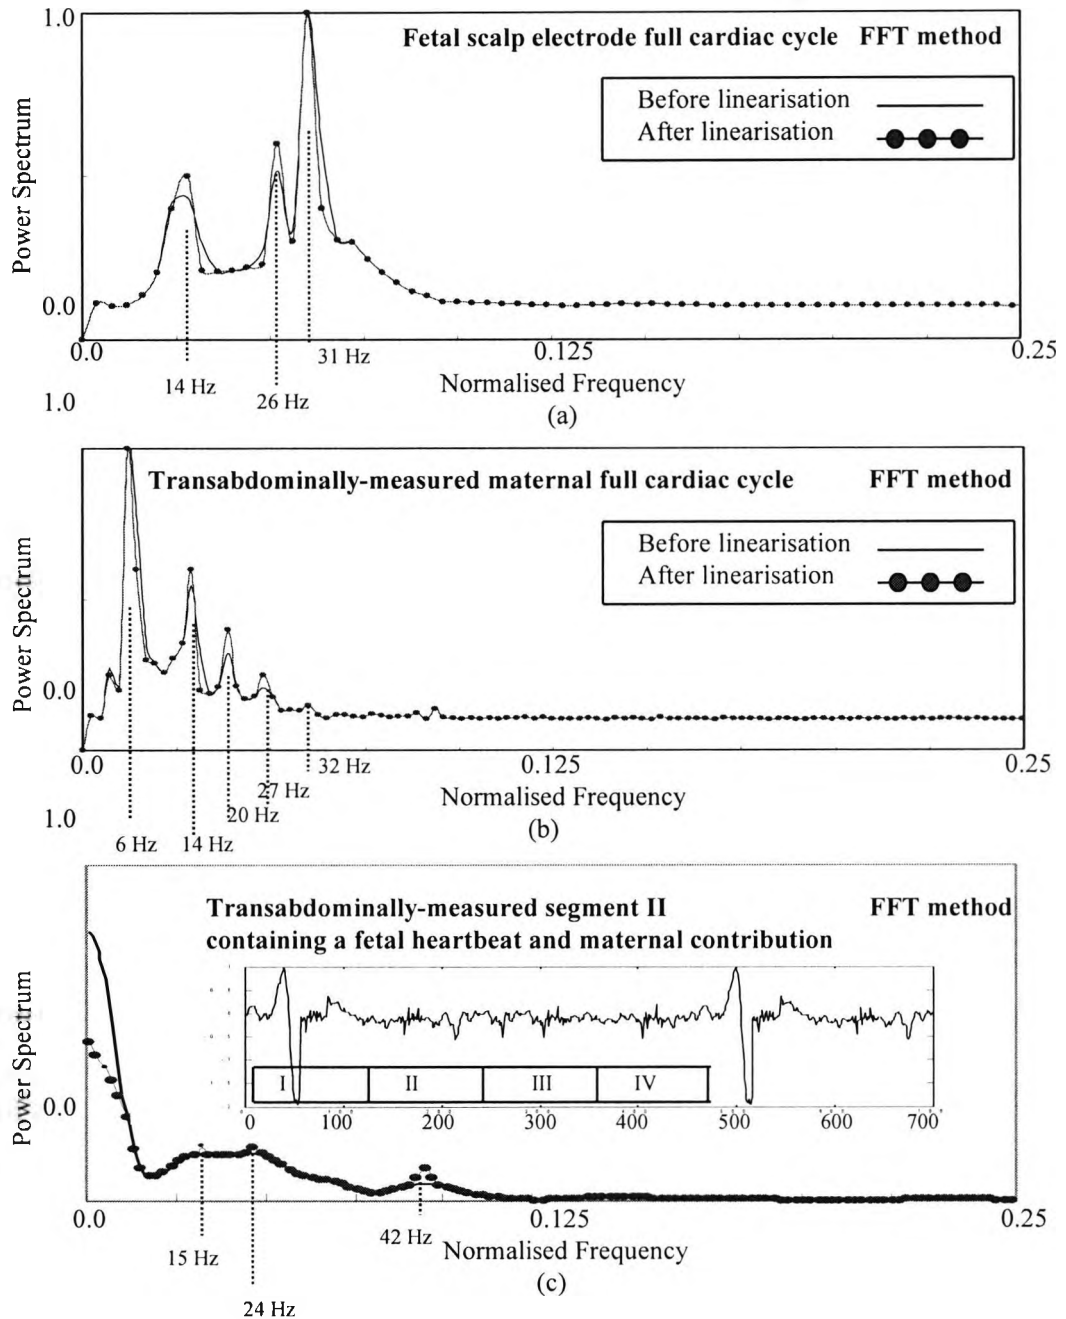 1.0
Fetal scalp electrode full cardiac cycle FFT method
Before linearisation
After linearisation
Power Spectrum
0.0
0.0 0.125 0.25
31 Hz
14 Hz
26 Hz
Normalised Frequency
(a)
1.0
Transabdominally-measured maternal full cardiac cycle FFT method
Before linearisation
After linearisation
Power Spectrum
0.0
0.0 0.125 0.25
32 Hz
27 Hz
20 Hz
6 Hz 14 Hz
Normalised Frequency
(b)
1.0
Transabdominally-measured segment II FFT method
containing a fetal heartbeat and maternal contribution
Power Spectrum
0.0
I II III IV
0 100 200 300 400 500 600 700
0.0 0.125 0.25
15 Hz
24 Hz
42 Hz
Normalised Frequency
(c)